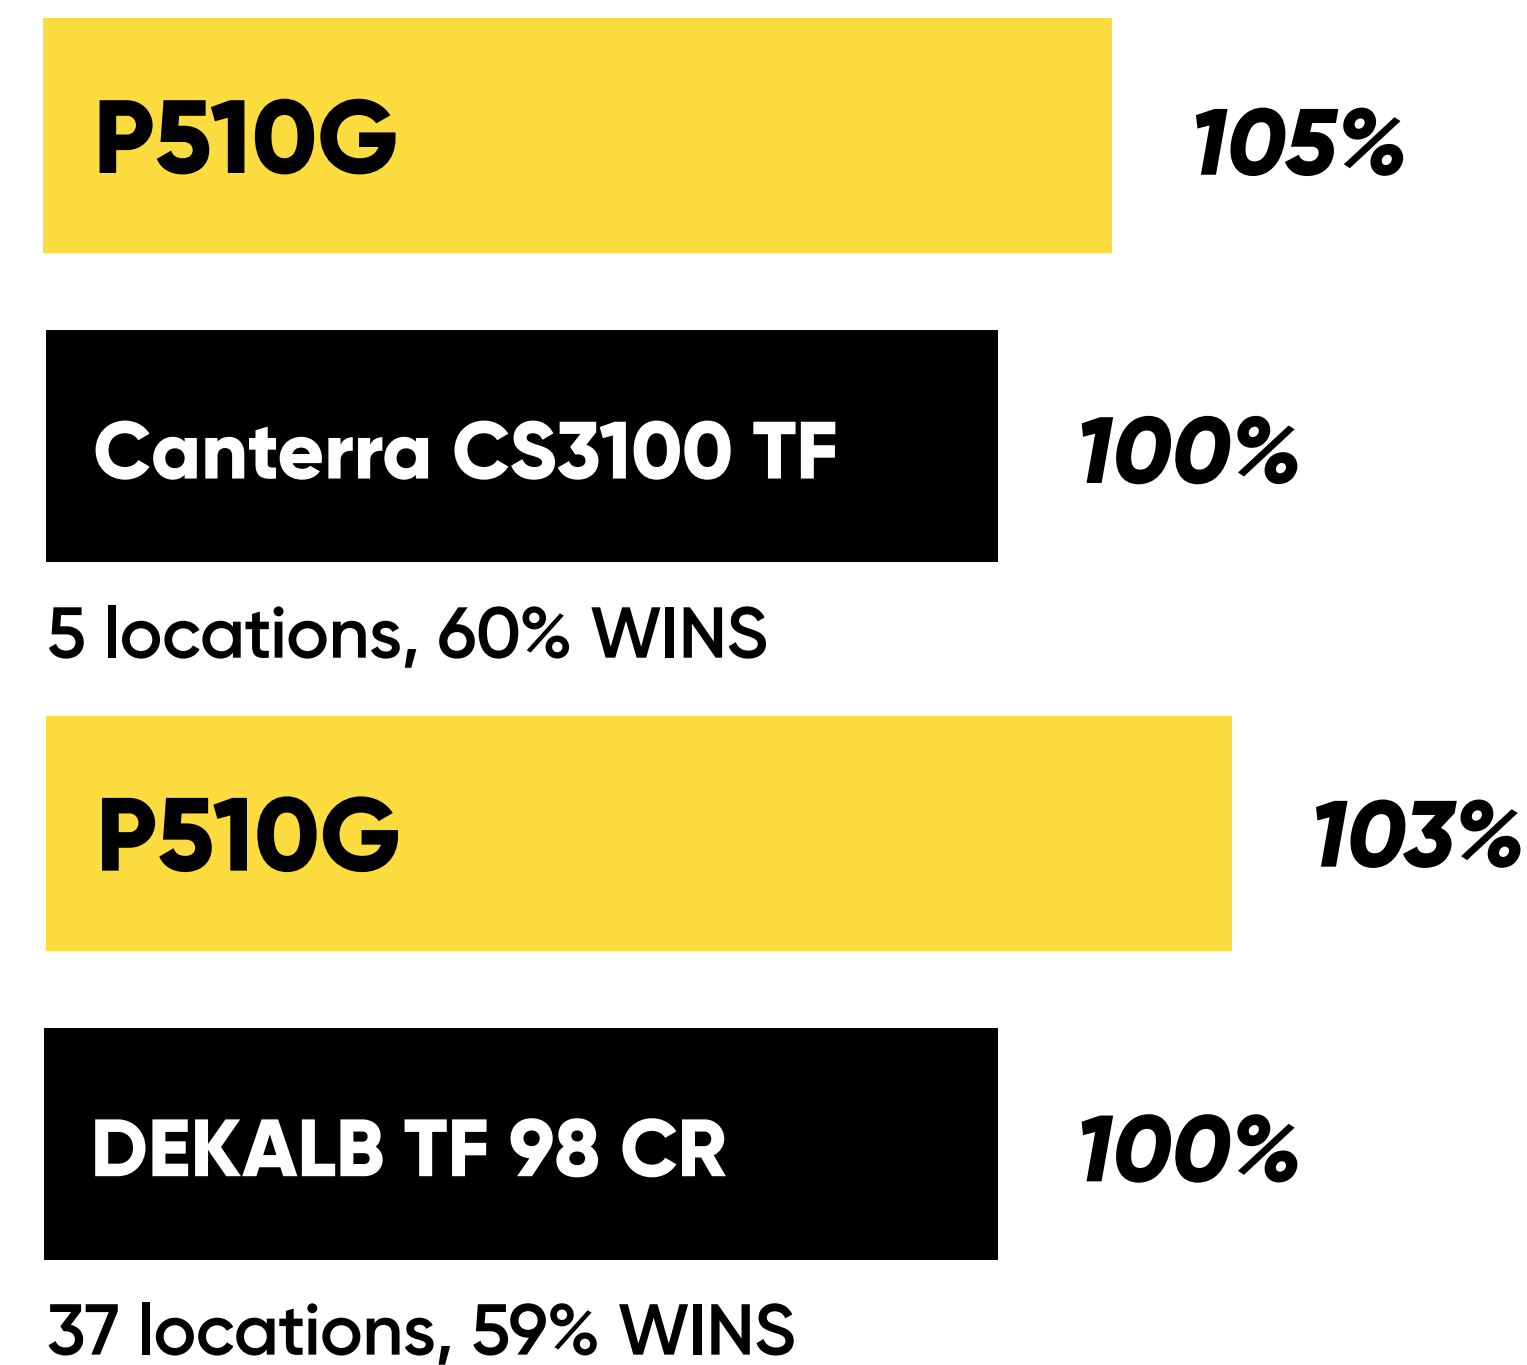 P510G 105%
Canterra CS3100 TF 100%
5 locations, 60% WINS
P510G 103%
DEKALB TF 98 CR 100%
37 locations, 59% WINS